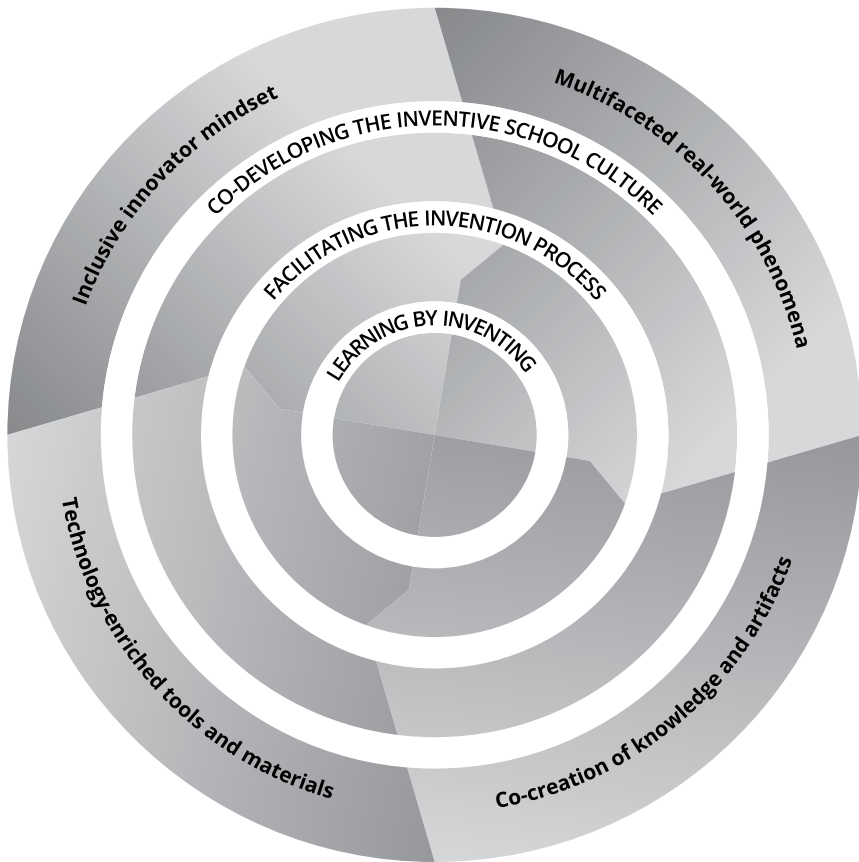 Inclusive innovator mindset
Multifaceted real-world phenomena
CO-DEVELOPING THE INVENTIVE SCHOOL CULTURE
FACILITATING THE INVENTION PROCESS
LEARNING BY INVENTING
Technology-enriched tools and materials
Co-creation of knowledge and artifacts